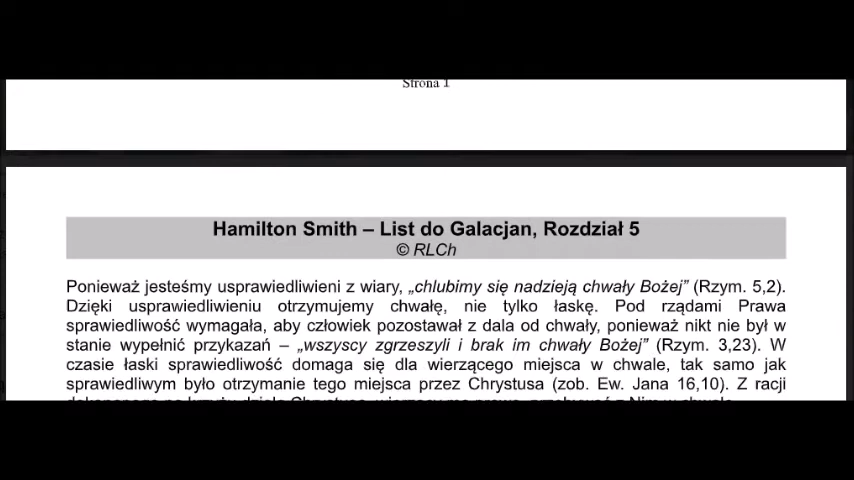 Strona 1
Hamilton Smith – List do Galacjan, Rozdział 5
© RLCh
Ponieważ jesteśmy usprawiedliwieni z wiary, „chlubimy się nadzieją chwały Bożej” (Rzym. 5,2).
Dzięki usprawiedliwieniu otrzymujemy chwałę, nie tylko łaskę. Pod rządami Prawa
sprawiedliwość wymagała, aby człowiek pozostawał z dala od chwały, ponieważ nikt nie był w
stanie wypełnić przykazań – „wszyscy zgrzeszyli i brak im chwały Bożej” (Rzym. 3,23). W
czasie łaski sprawiedliwość domaga się dla wierzącego miejsca w chwale, tak samo jak
sprawiedliwym było otrzymanie tego miejsca przez Chrystusa (zob. Ew. Jana 16,10). Z racji